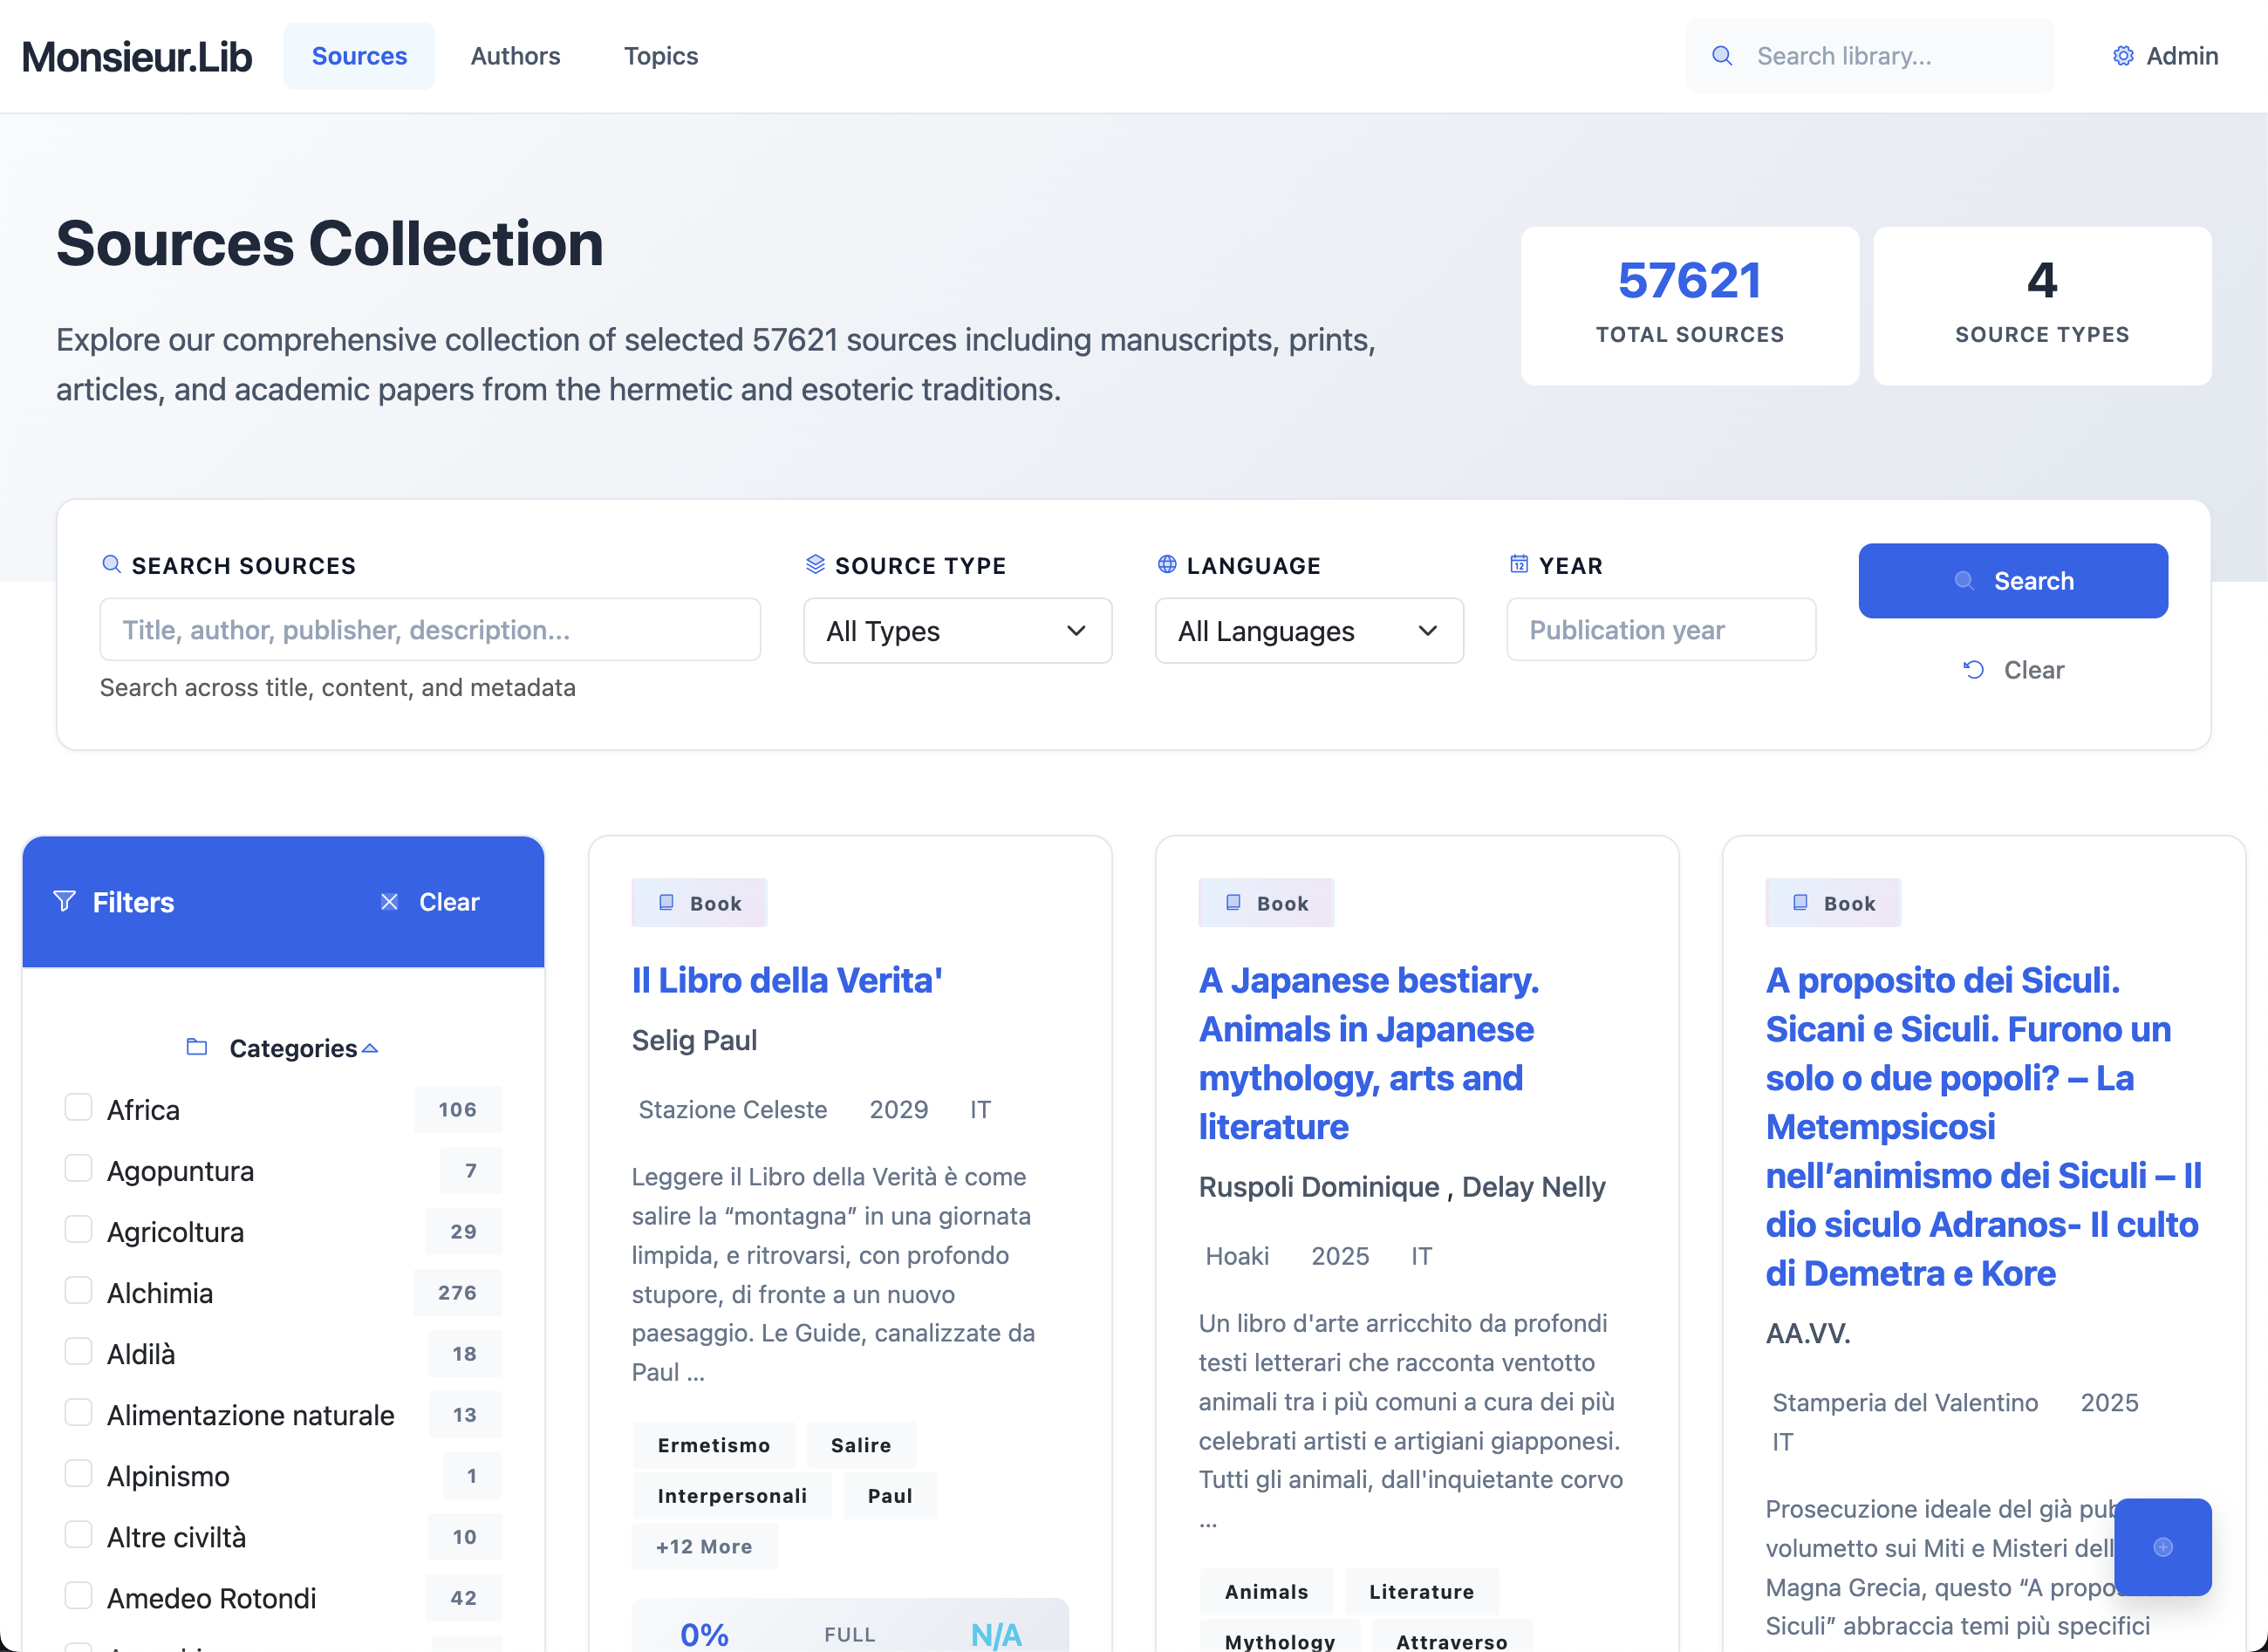 Monsieur.Lib
Sources
Authors
Topics
Search library...
Admin
Sources Collection
Explore our comprehensive collection of selected 57621 sources including manuscripts, prints,
articles, and academic papers from the hermetic and esoteric traditions.
57621
TOTAL SOURCES
4
SOURCE TYPES
SEARCH SOURCES
Title, author, publisher, description...
Search across title, content, and metadata
SOURCE TYPE
All Types
LANGUAGE
All Languages
12
YEAR
Publication year
Search
Clear
Filters
Clear
Categories
Africa 106
Agopuntura 7
Agricoltura 29
Alchimia 276
Aldilà 18
Alimentazione naturale 13
Alpinismo 1
Altre civiltà 10
Amedeo Rotondi 42
Book
Il Libro della Verita'
Selig Paul
Stazione Celeste 2029 IT
Leggere il Libro della Verità è come
salire la “montagna” in una giornata
limpida, e ritrovarsi, con profondo
stupore, di fronte a un nuovo
paesaggio. Le Guide, canalizzate da
Paul ...
Ermetismo Salire
Interpersonali Paul
+12 More
0% FULL N/A
Book
A Japanese bestiary.
Animals in Japanese
mythology, arts and
literature
Ruspoli Dominique , Delay Nelly
Hoaki 2025 IT
Un libro d'arte arricchito da profondi
testi letterari che racconta ventotto
animali tra i più comuni a cura dei più
celebrati artisti e artigiani giapponesi.
Tutti gli animali, dall'inquietante corvo
...
Animals Literature
Mythology Attraverso
Book
A proposito dei Siculi.
Sicani e Siculi. Furono un
solo o due popoli? – La
Metempsicosi
nell’animismo dei Siculi – Il
dio siculo Adranos- Il culto
di Demetra e Kore
AA.VV.
Stamperia del Valentino 2025
IT
Prosecuzione ideale del già
volumetto sui Miti e Misteri
Magna Grecia, questo “A
Siculi” abbraccia temi più specifici